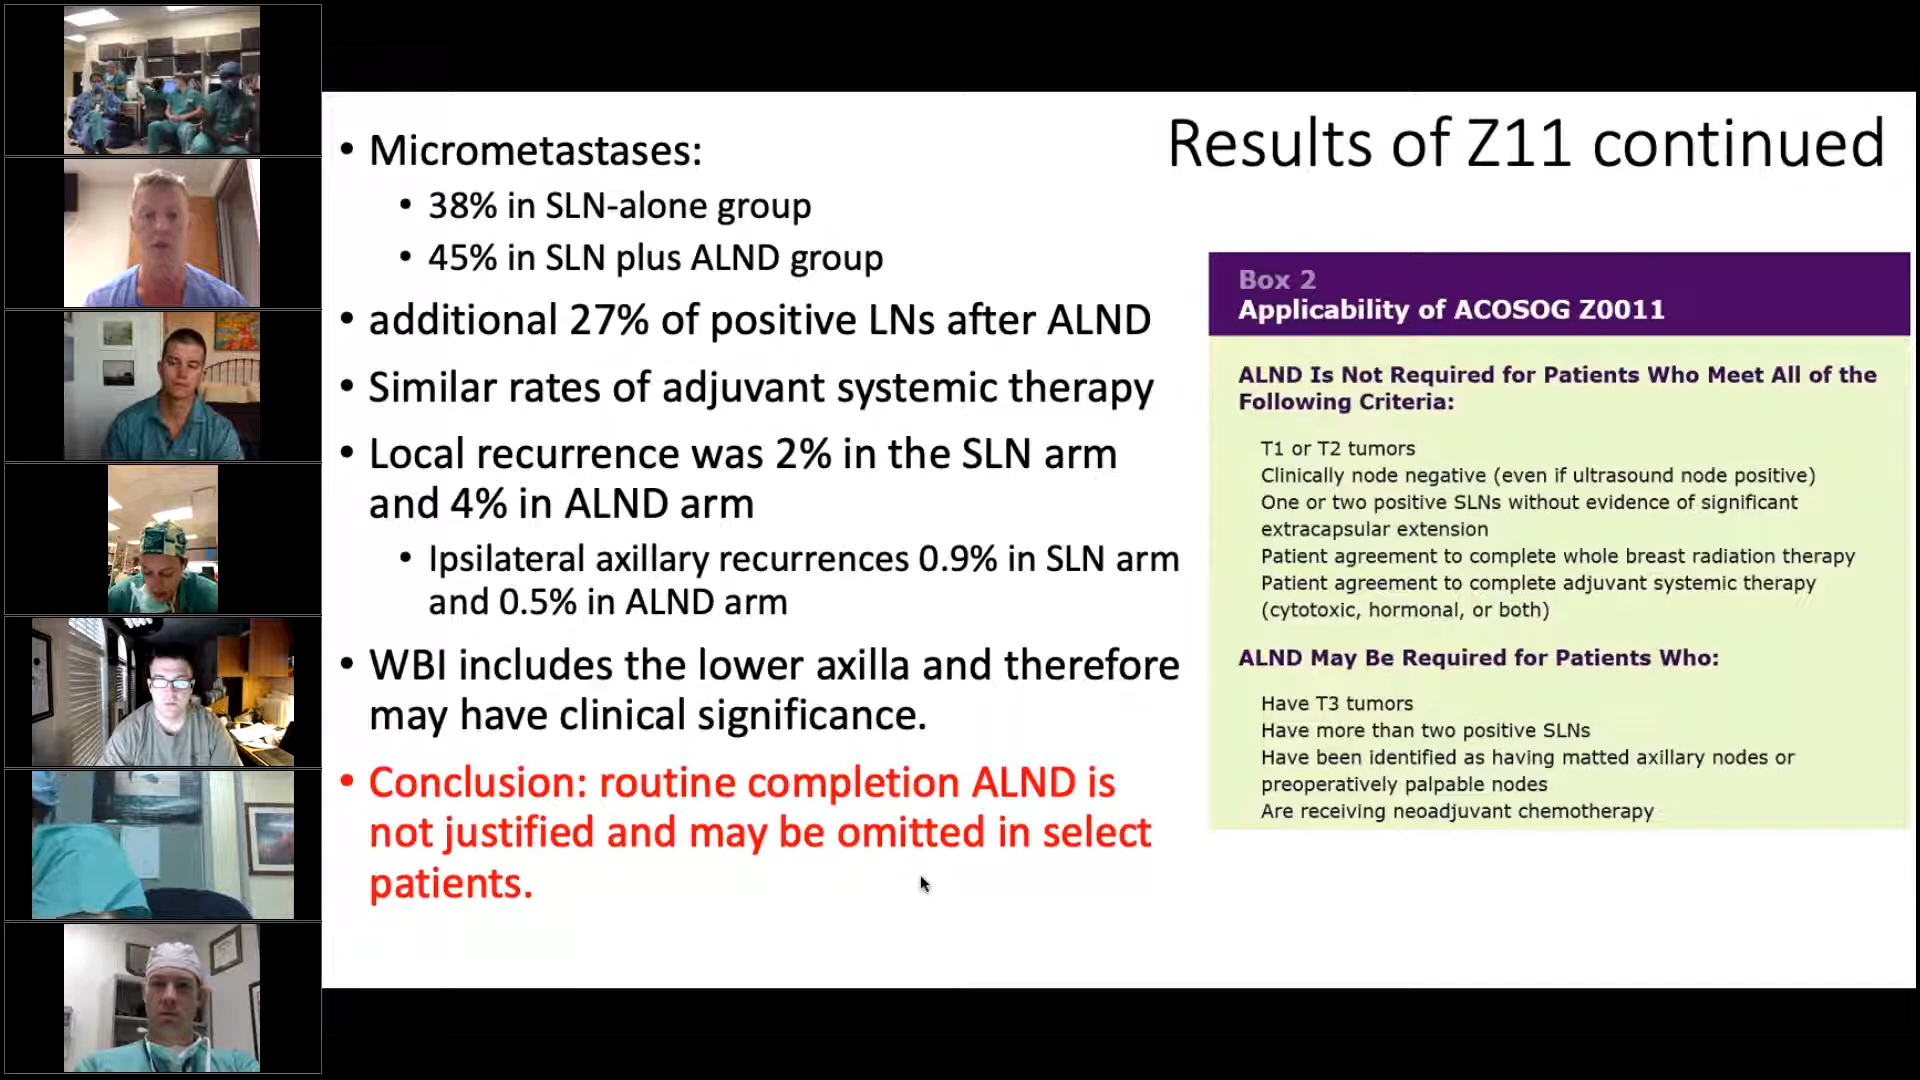 Results of Z11 continued
• Micrometastases:
• 38% in SLN-alone group
• 45% in SLN plus ALND group
• additional 27% of positive LNs after ALND
• Similar rates of adjuvant systemic therapy
• Local recurrence was 2% in the SLN arm
and 4% in ALND arm
• Ipsilateral axillary recurrences 0.9% in SLN arm
and 0.5% in ALND arm
• WBI includes the lower axilla and therefore
may have clinical significance.
• Conclusion: routine completion ALND is
not justified and may be omitted in select
patients.
Box 2
Applicability of ACOSOG Z0011
ALND Is Not Required for Patients Who Meet All of the
Following Criteria:
T1 or T2 tumors
Clinically node negative (even if ultrasound node positive)
One or two positive SLNs without evidence of significant
extracapsular extension
Patient agreement to complete whole breast radiation therapy
Patient agreement to complete adjuvant systemic therapy
(cytotoxic, hormonal, or both)
ALND May Be Required for Patients Who:
Have T3 tumors
Have more than two positive SLNs
Have been identified as having matted axillary nodes or
preoperatively palpable nodes
Are receiving neoadjuvant chemotherapy